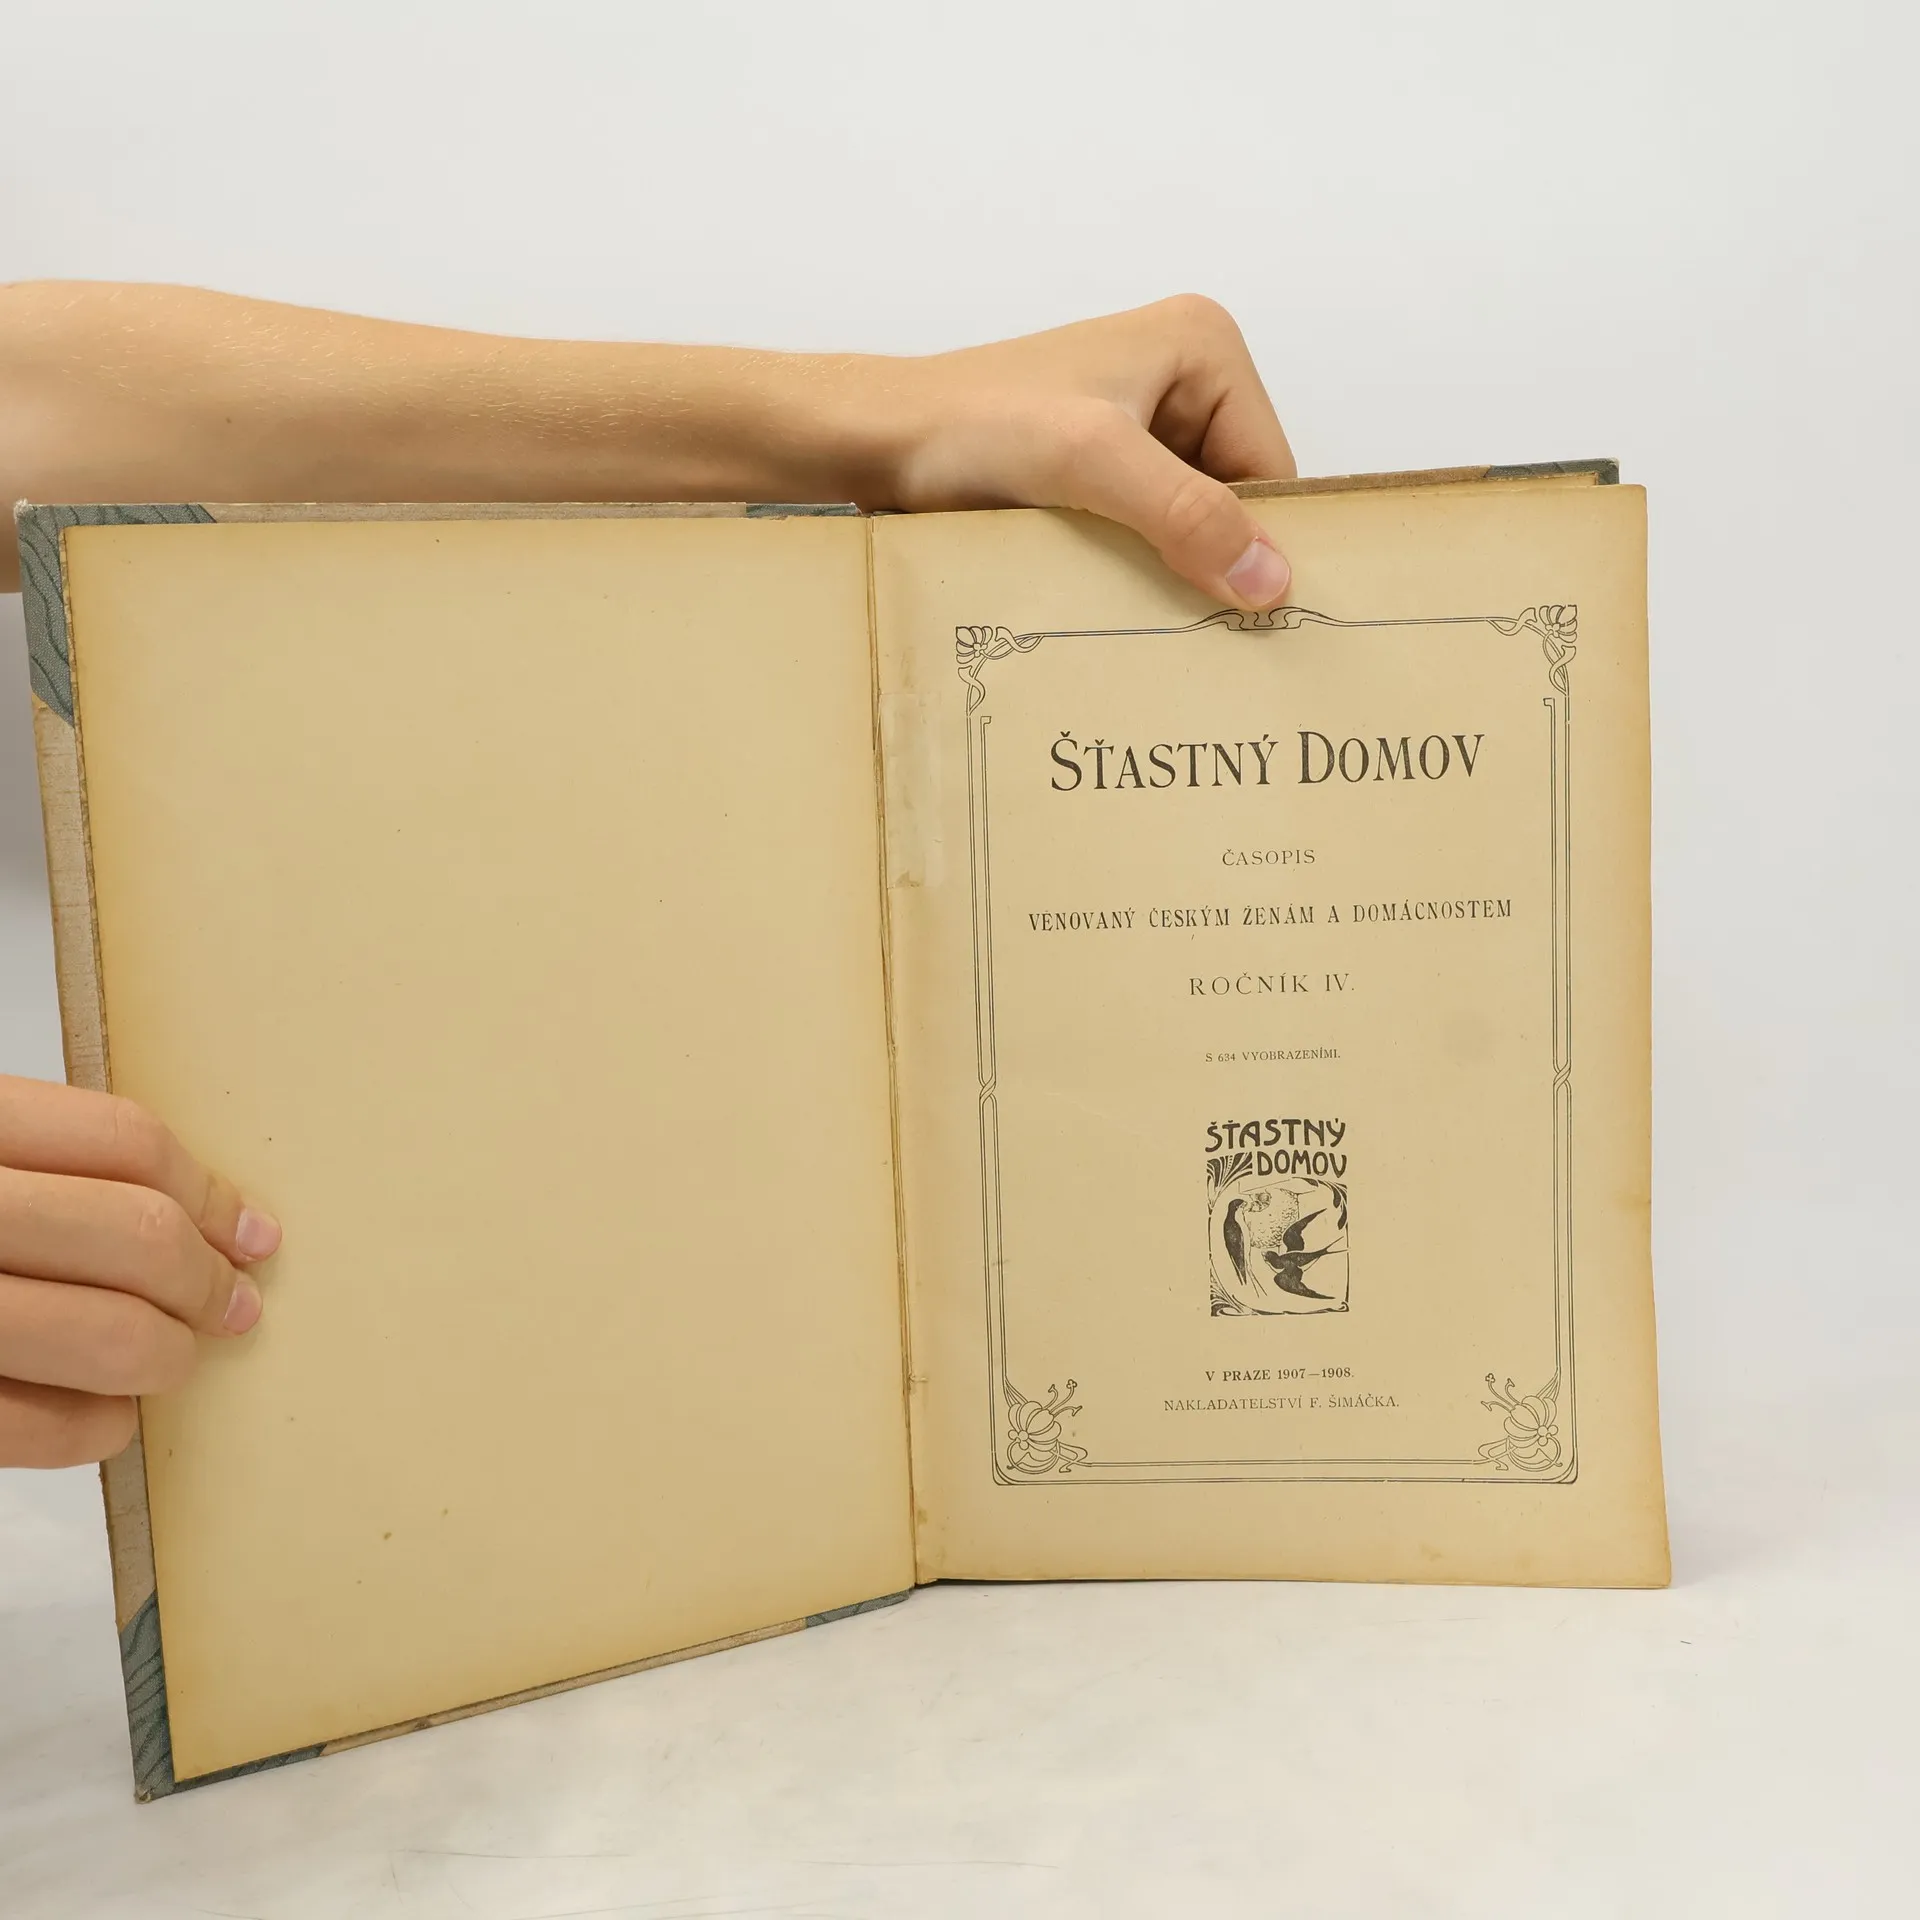 ŠŤASTNÝ DOMOV
ČASOPIS
VĚNOVANÝ ČESKÝM ŽENÁM A DOMÁCNOSTEM
ROČNÍK IV.
S 634 VYOBRAZENÍMI.
ŠŤASTNÝ
DOMOV
V PRAZE 1907—1908.
NAKLADATELSTVÍ F. ŠIMÁČKA.